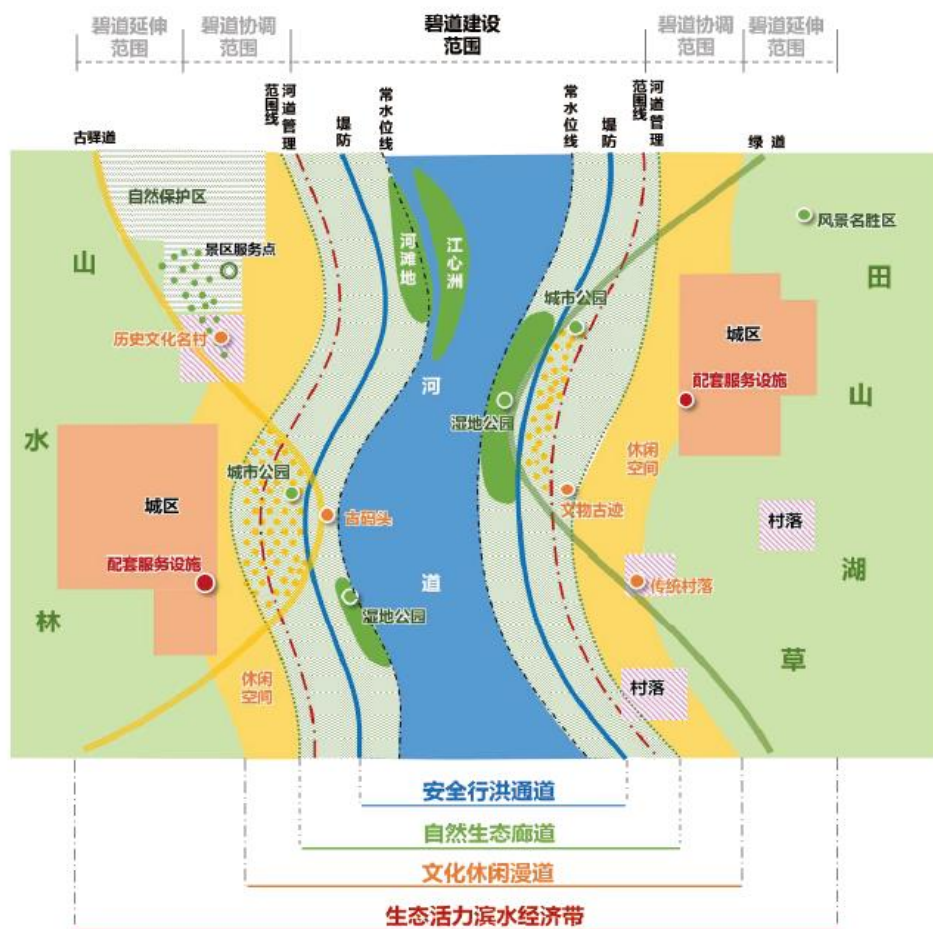 碧道延伸
范围
碧道协调
范围
碧道建设
范围
碧道协调
范围
碧道延伸
范围
古驿道
河道管理
范围线
堤防
常水位线
常水位线
堤防
河道管理
范围线
绿道
自然保护区
景区服务点
山
历史文化名村
河滩地
江心洲
城市公园
风景名胜区
田
城区
配套服务设施
山
河
湿地公园
水
休闲
空间
城市公园
城区
古码头
文物古迹
村落
配套服务设施
道
传统村落
湖
湿地公园
林
草
休闲
空间
村落
安全行洪通道
自然生态廊道
文化休闲漫道
生态活力滨水经济带